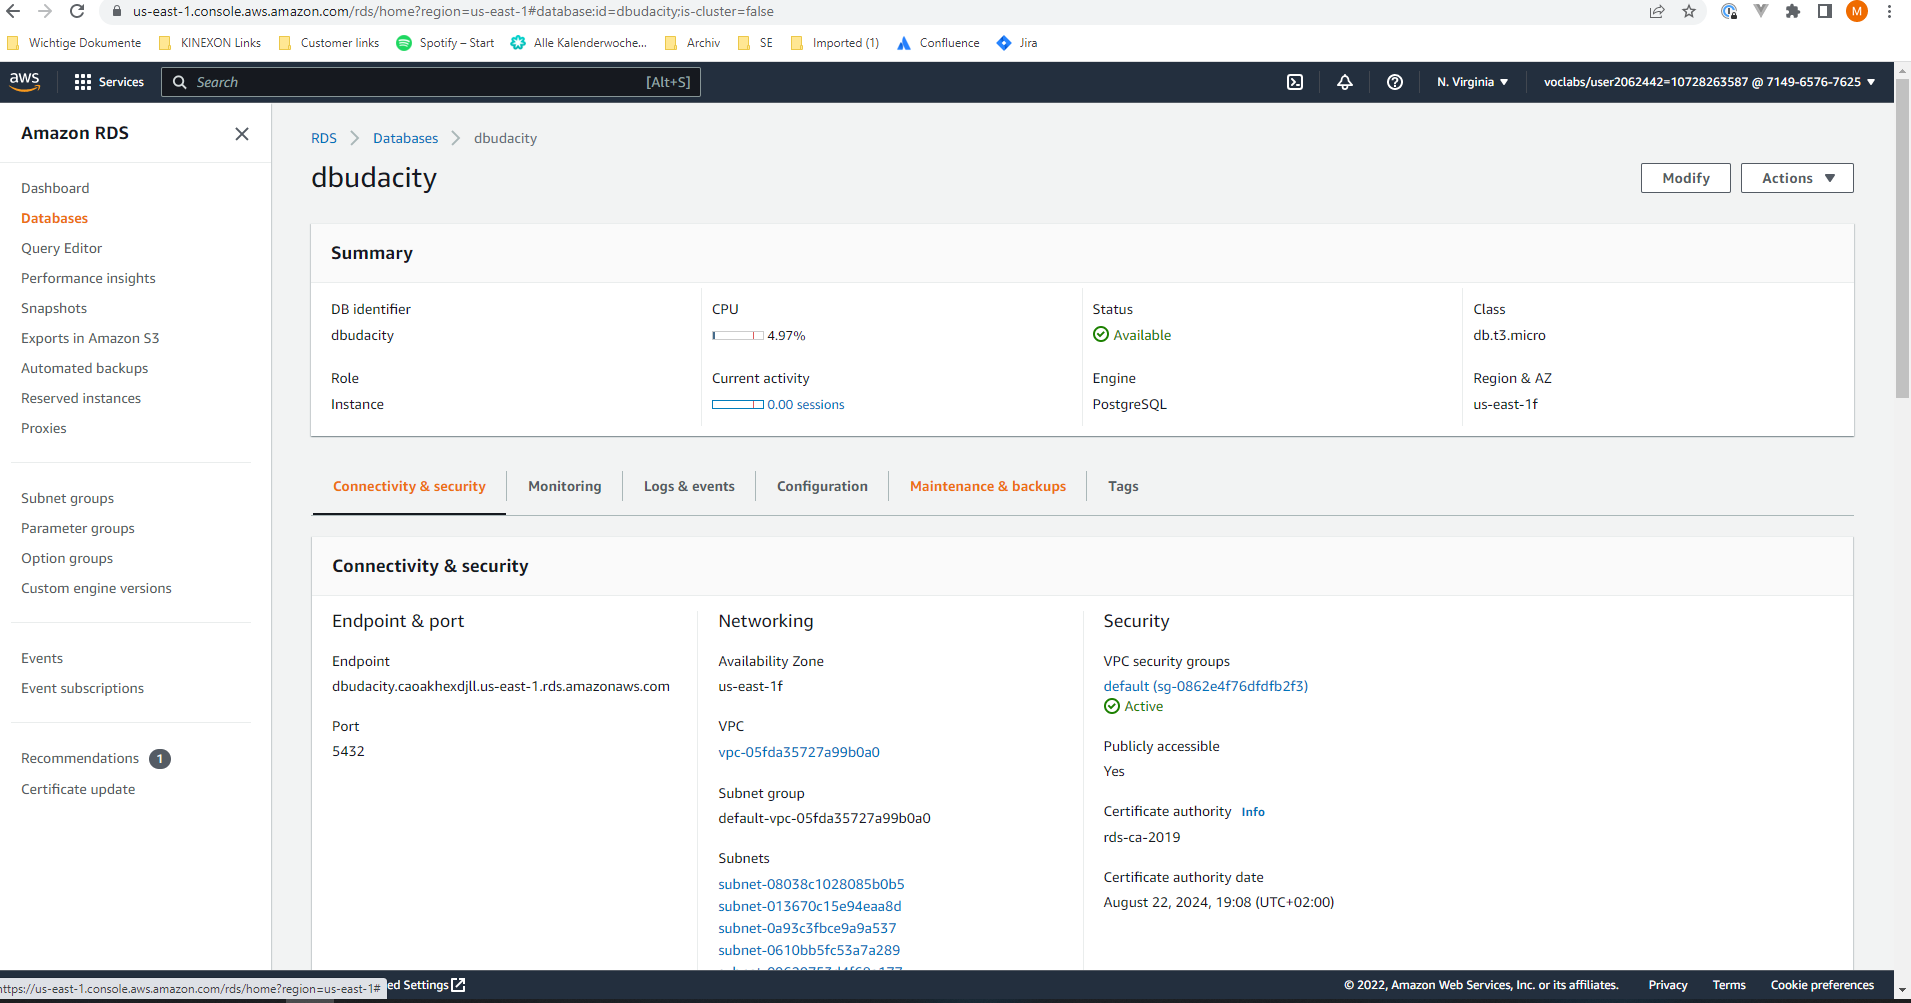 us-east-1.console.aws.amazon.com/rds/home?region=us-east-1#database:id=dbudacity;is-cluster=false
M
Wichtige Dokumente KINEXON Links Customer links Spotify – Start Alle Kalenderwoche... Archiv SE Imported (1) Confluence Jira
aws Services Search [Alt+S] N. Virginia voclabs/user2062442=10728263587 @ 7149-6576-7625
Amazon RDS
Dashboard
Databases
Query Editor
Performance insights
Snapshots
Exports in Amazon S3
Automated backups
Reserved instances
Proxies
Subnet groups
Parameter groups
Option groups
Custom engine versions
Events
Event subscriptions
Recommendations 1
Certificate update
RDS Databases dbudacity
dbudacity
Modify Actions
Summary
DB identifier
dbudacity
Role
Instance
CPU
4.97%
Current activity
0.00 sessions
Status
Available
Engine
PostgreSQL
Class
db.t3.micro
Region & AZ
us-east-1f
Connectivity & security Monitoring Logs & events Configuration Maintenance & backups Tags
Connectivity & security
Endpoint & port
Endpoint
dbudacity.caoakhexdjll.us-east-1.rds.amazonaws.com
Port
5432
Networking
Availability Zone
us-east-1f
VPC
vpc-05fda35727a99b0a0
Subnet group
default-vpc-05fda35727a99b0a0
Subnets
subnet-08038c1028085b0b5
subnet-013670c15e94eaa8d
subnet-0a93c3fbce9a9a537
subnet-0610bb5fc53a7a289
Security
VPC security groups
default (sg-0862e4f76dfdfb2f3)
Active
Publicly accessible
Yes
Certificate authority Info
rds-ca-2019
Certificate authority date
August 22, 2024, 19:08 (UTC+02:00)
https://us-east-1.console.aws.amazon.com/rds/home?region=us-east-1# ed Settings © 2022, Amazon Web Services, Inc. or its affiliates. Privacy Terms Cookie preferences